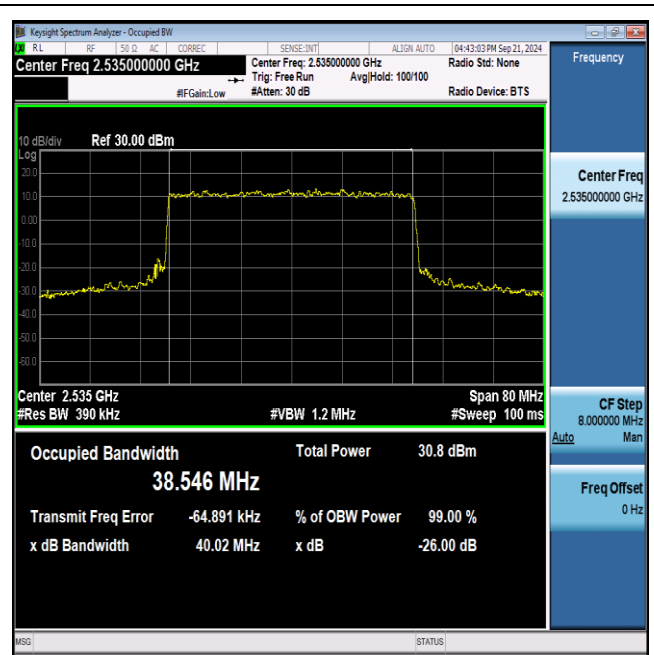 Keysight Spectrum Analyzer - Occupied BW
LXI RL RF 50 Ω AC CORREC SENSE:INT ALIGN AUTO 04:43:03 PM Sep 21, 2024
Center Freq 2.535000000 GHz
Center Freq: 2.535000000 GHz
Radio Std: None
Trig: Free Run Avg|Hold: 100/100
#IFGain:Low #Atten: 30 dB Radio Device: BTS
Frequency
10 dB/div Ref 30.00 dBm
Log
20.0
10.0
0.00
-10.0
-20.0
-30.0
-40.0
-50.0
-60.0
Center 2.535 GHz Span 80 MHz
#Res BW 390 kHz #VBW 1.2 MHz #Sweep 100 ms
Center Freq
2.535000000 GHz
CF Step
8.000000 MHz
Auto Man
Freq Offset
0 Hz
Occupied Bandwidth Total Power 30.8 dBm
38.546 MHz
Transmit Freq Error -64.891 kHz % of OBW Power 99.00 %
x dB Bandwidth 40.02 MHz x dB -26.00 dB
MSG STATUS